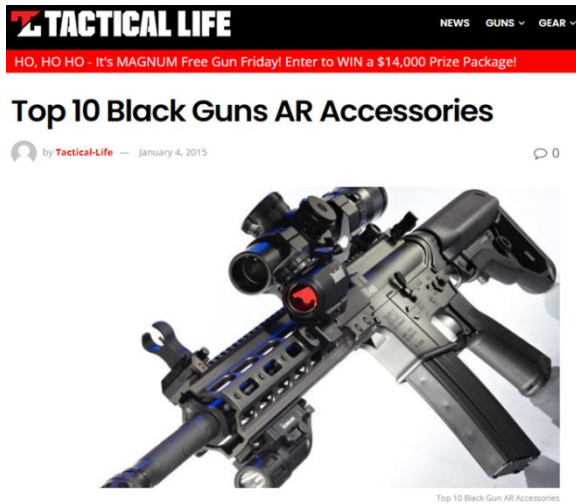 TACTICAL LIFE
NEWS GUNS GEAR
HO, HO HO - It's MAGNUM Free Gun Friday! Enter to WIN a $14,000 Prize Package!
Top 10 Black Guns AR Accessories
by Tactical-Life — January 4, 2015
0
Top 10 Black Gun AR Accessories